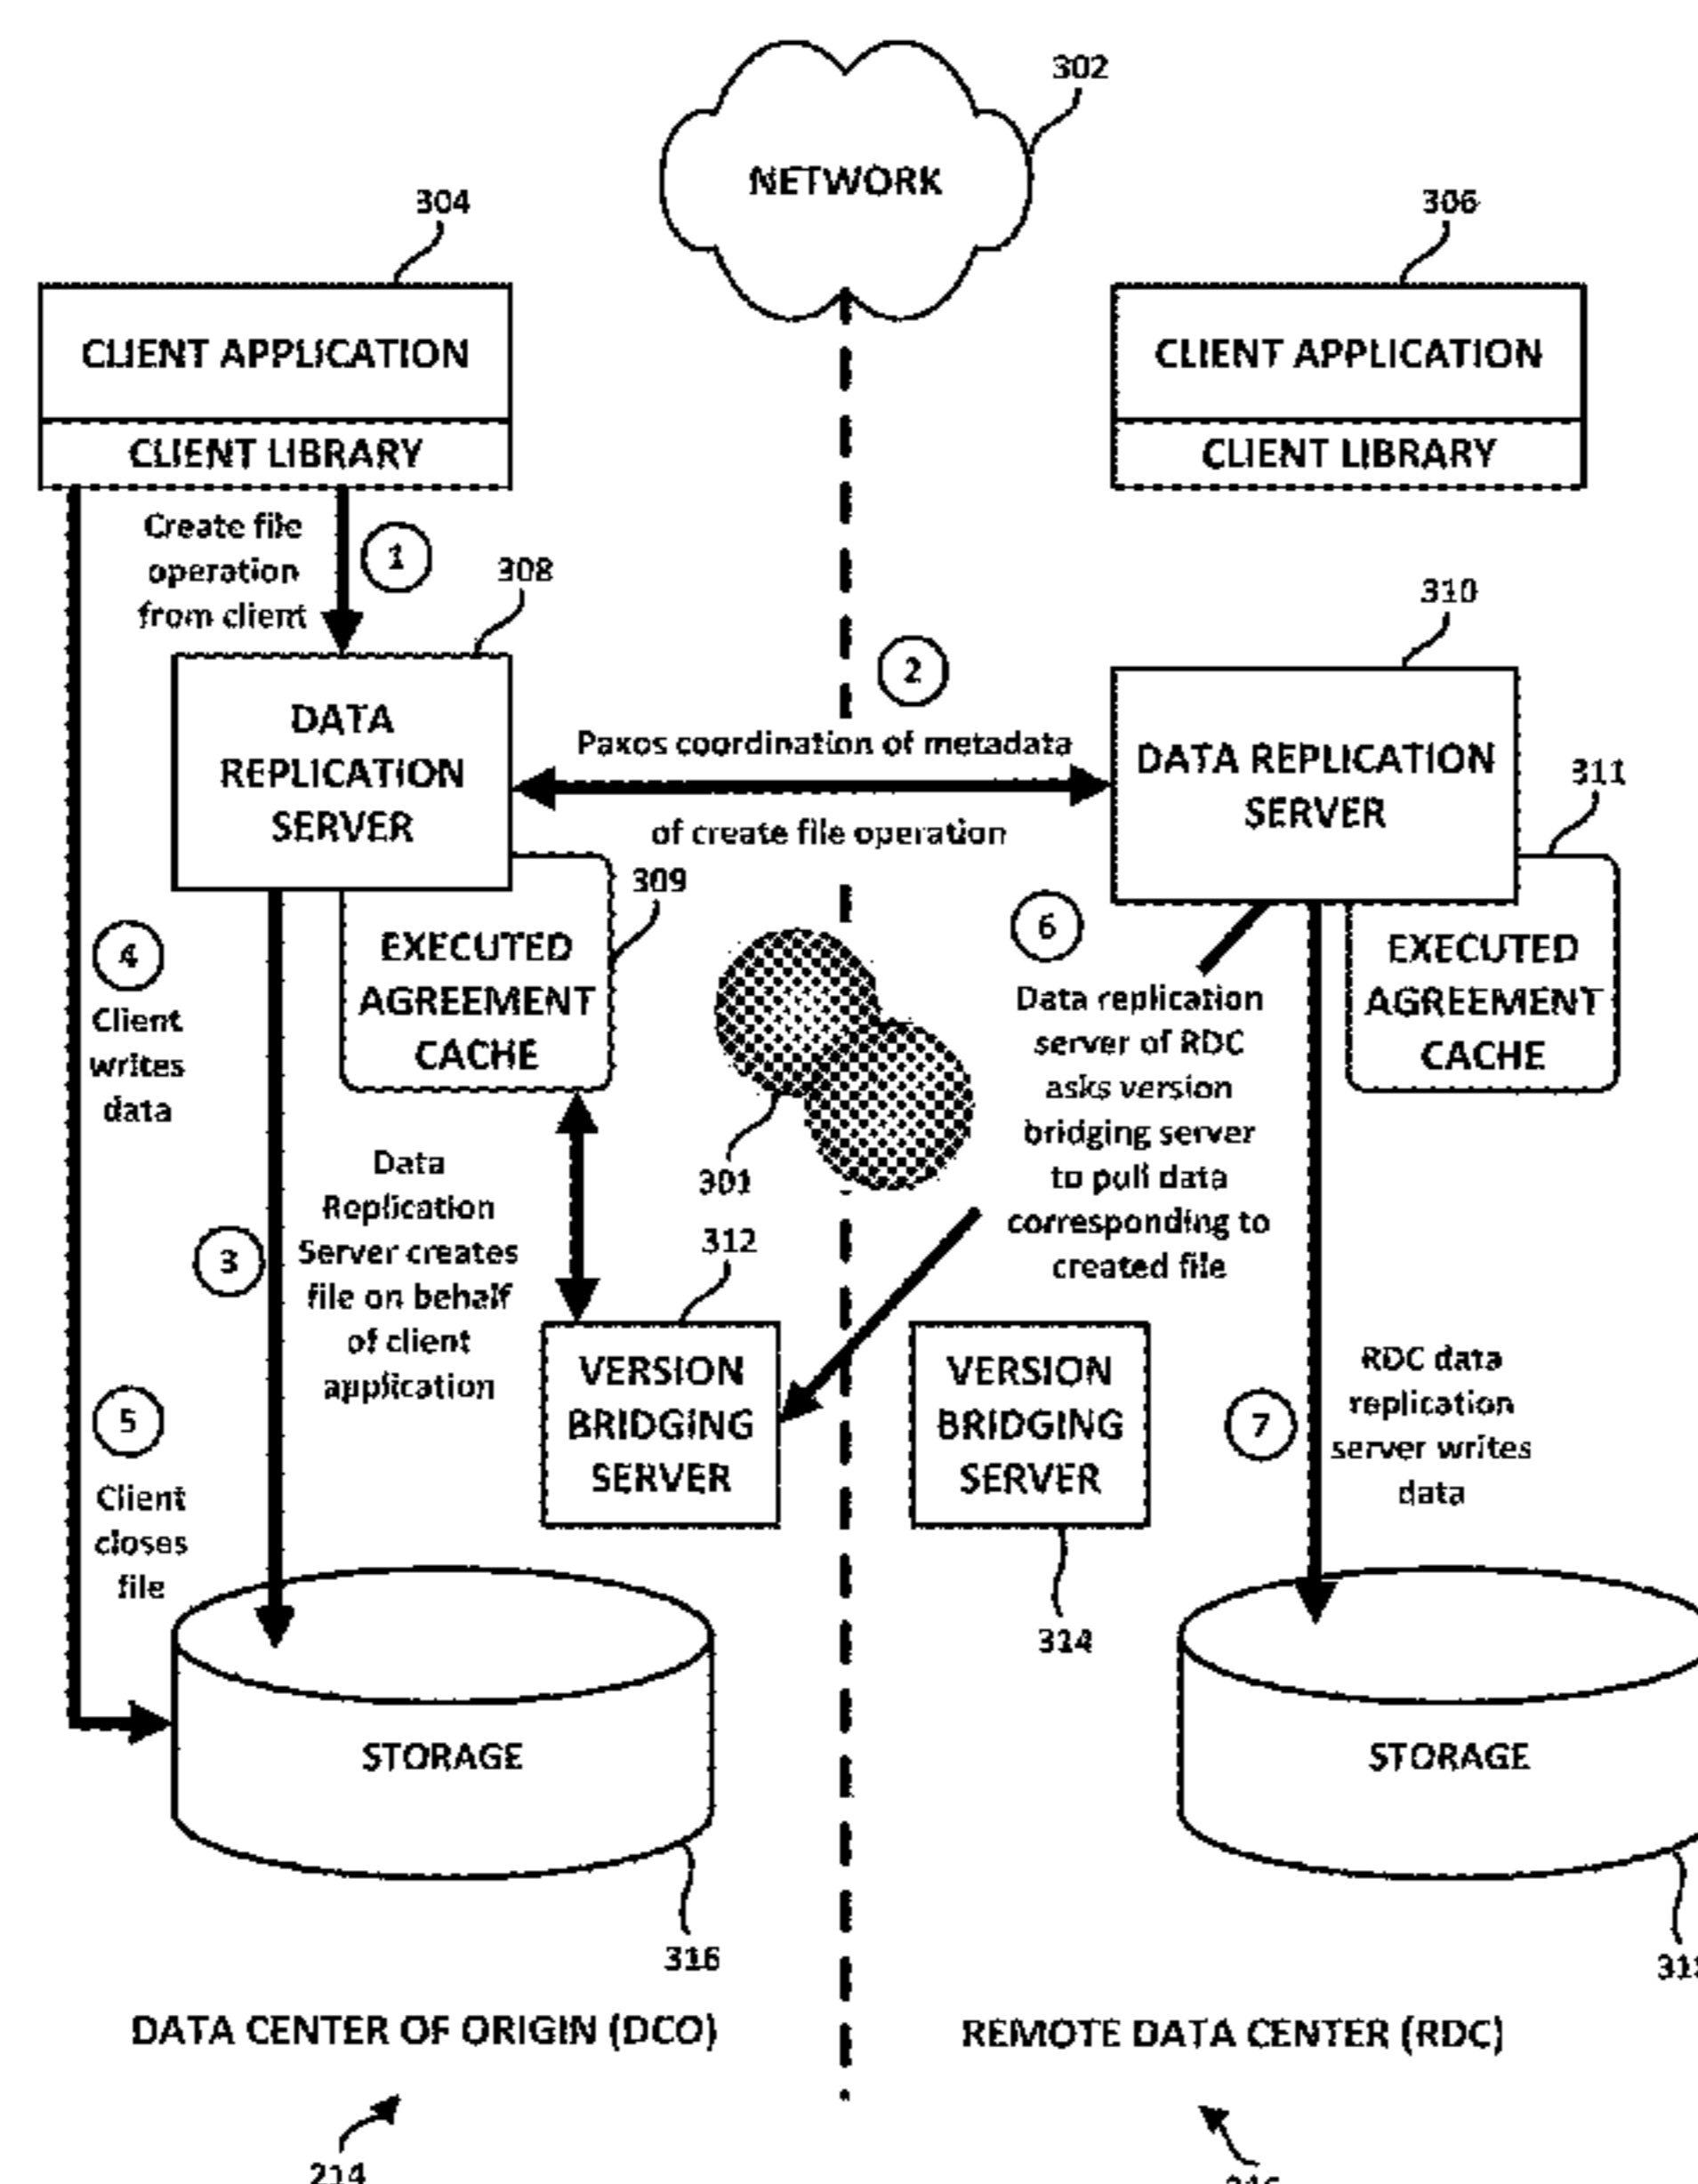 302
NETWORK
304
306
CLIENT APPLICATION
CLIENT LIBRARY
CLIENT APPLICATION
CLIENT LIBRARY
Create file
operation
from client
1
308
310
2
DATA
REPLICATION
SERVER
Paxos coordination of metadata
of create file operation
DATA REPLICATION
SERVER
311
309
EXECUTED
AGREEMENT
CACHE
EXECUTED
AGREEMENT
CACHE
4
Client
writes
data
6
Data replication
server of RDC
asks version
bridging server
to pull data
corresponding to
created file
301
3
Data
Replication
Server creates
file on behalf
of client
application
312
VERSION
BRIDGING
SERVER
VERSION
BRIDGING
SERVER
314
7
RDC data
replication
server writes
data
5
Client
closes
file
STORAGE
STORAGE
316
DATA CENTER OF ORIGIN (DCO)
REMOTE DATA CENTER (RDC)
214